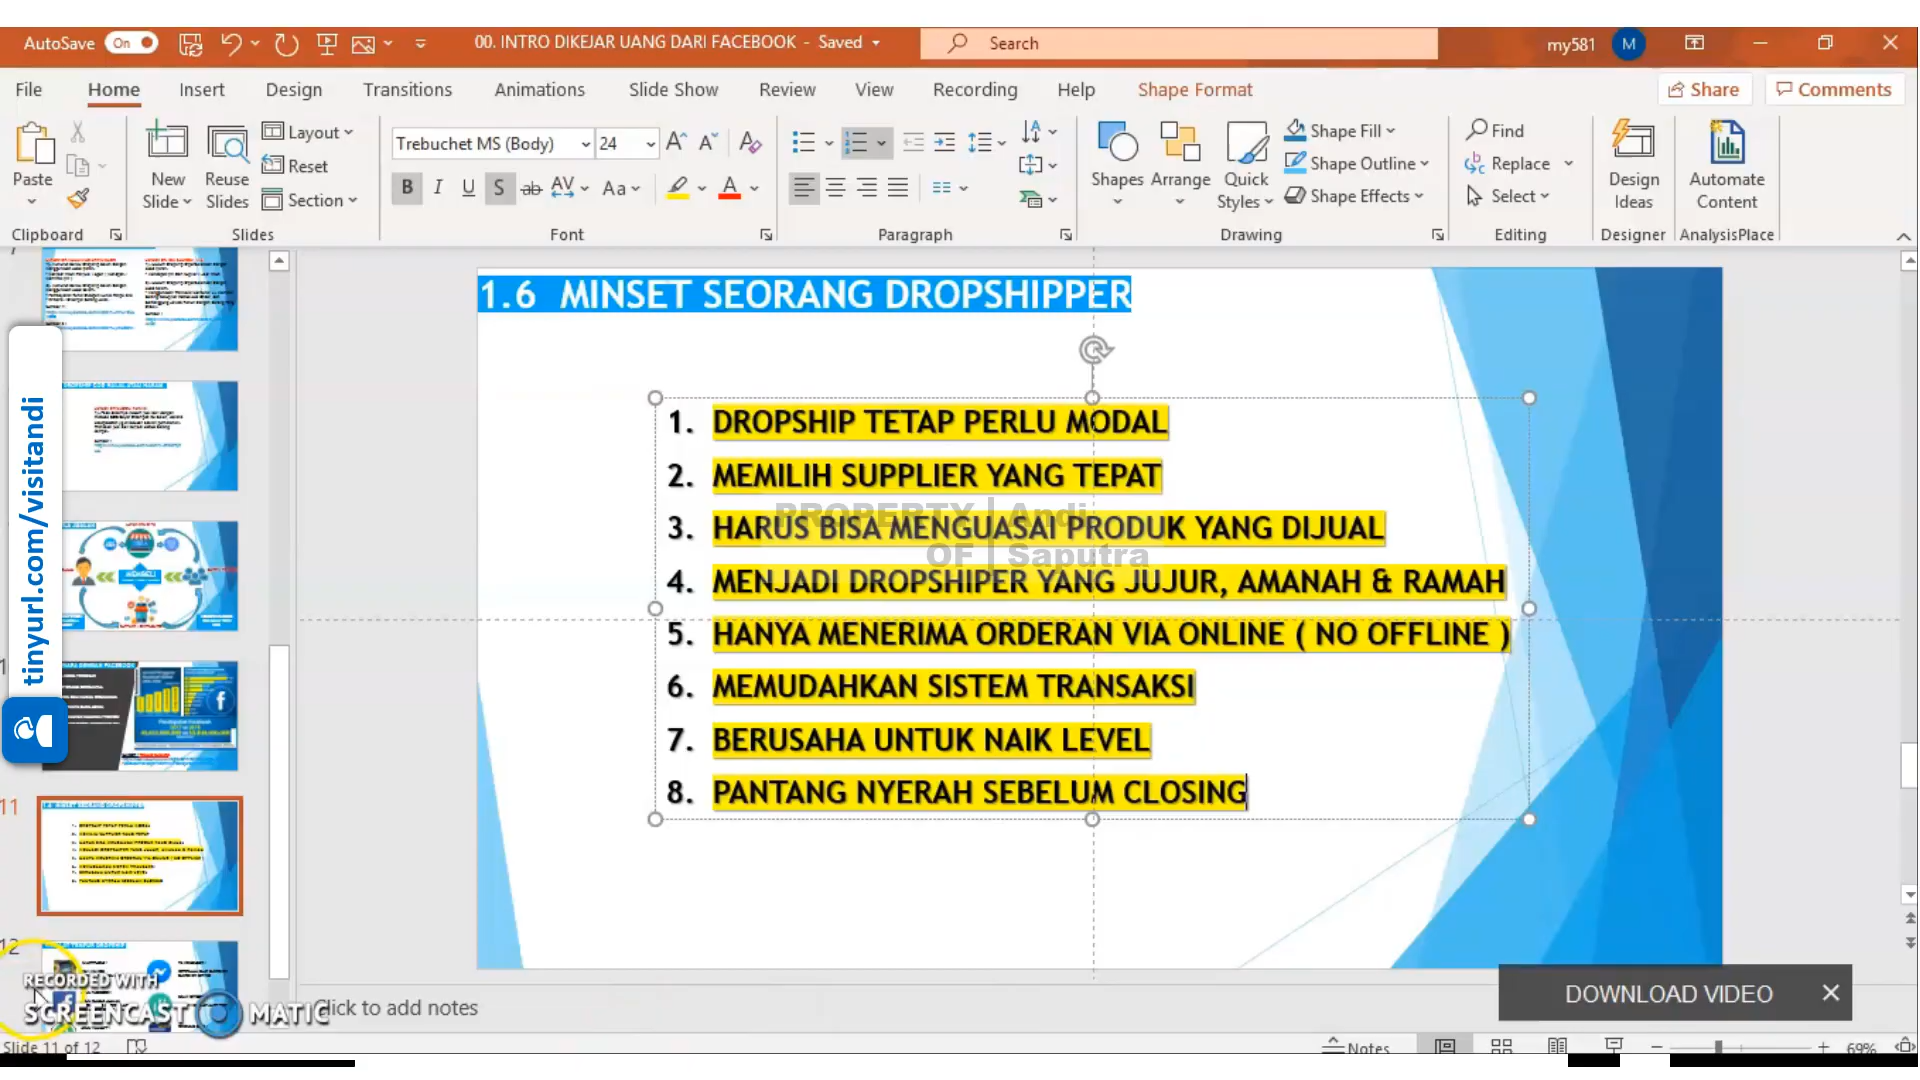 AutoSave On 00. INTRO DIKEJAR UANG DARI FACEBOOK - Saved Search my581 M
File Home Insert Design Transitions Animations Slide Show Review View Recording Help Shape Format Share Comments
Paste New Slide Reuse Slides Layout Reset Section
Trebuchet MS (Body) 24
B I U S ab AV Aa A
Shapes Arrange Quick Styles Shape Fill Shape Outline Shape Effects
Find Replace Select
Design Ideas Automate Content
Clipboard Slides Font Paragraph Drawing Editing Designer AnalysisPlace
1.6 MINSET SEORANG DROPSHIPPER
1. DROPSHIP TETAP PERLU MODAL
2. MEMILIH SUPPLIER YANG TEPAT
3. HARUS BISA MENGUASAI PRODUK YANG DIJUAL
4. MENJADI DROPSHIPER YANG JUJUR, AMANAH & RAMAH
5. HANYA MENERIMA ORDERAN VIA ONLINE ( NO OFFLINE )
6. MEMUDAHKAN SISTEM TRANSAKSI
7. BERUSAHA UNTUK NAIK LEVEL
8. PANTANG NYERAH SEBELUM CLOSING
PROPERTY OF Andi Saputra
tinyurl.com/visitandi
11
12
RECORDED WITH
SCREENCAST MATIC
Click to add notes
DOWNLOAD VIDEO
Slide 11 of 12 Notes 69%